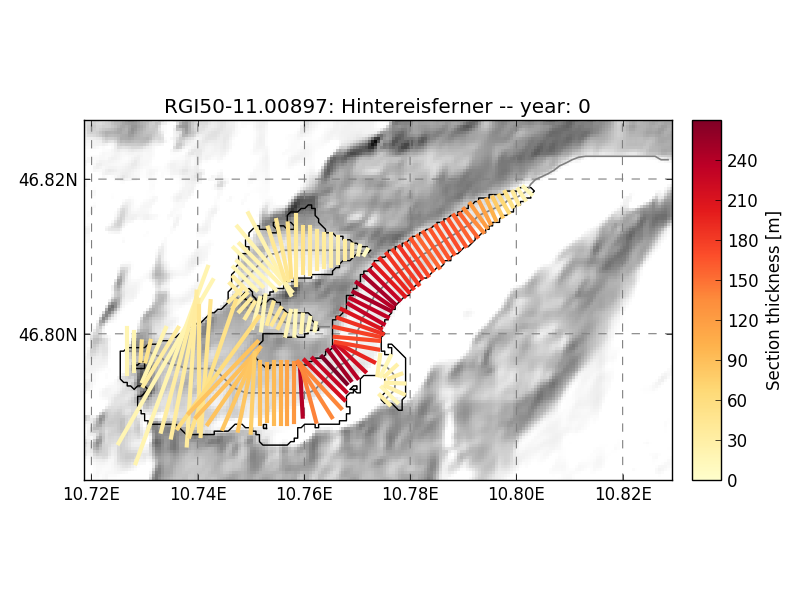 RGI50-11.00897: Hintereisferner -- year: 0
46.82N
46.80N
10.72E 10.74E 10.76E 10.78E 10.80E 10.82E
240
210
180
150
120
90
60
30
0
Section thickness [m]